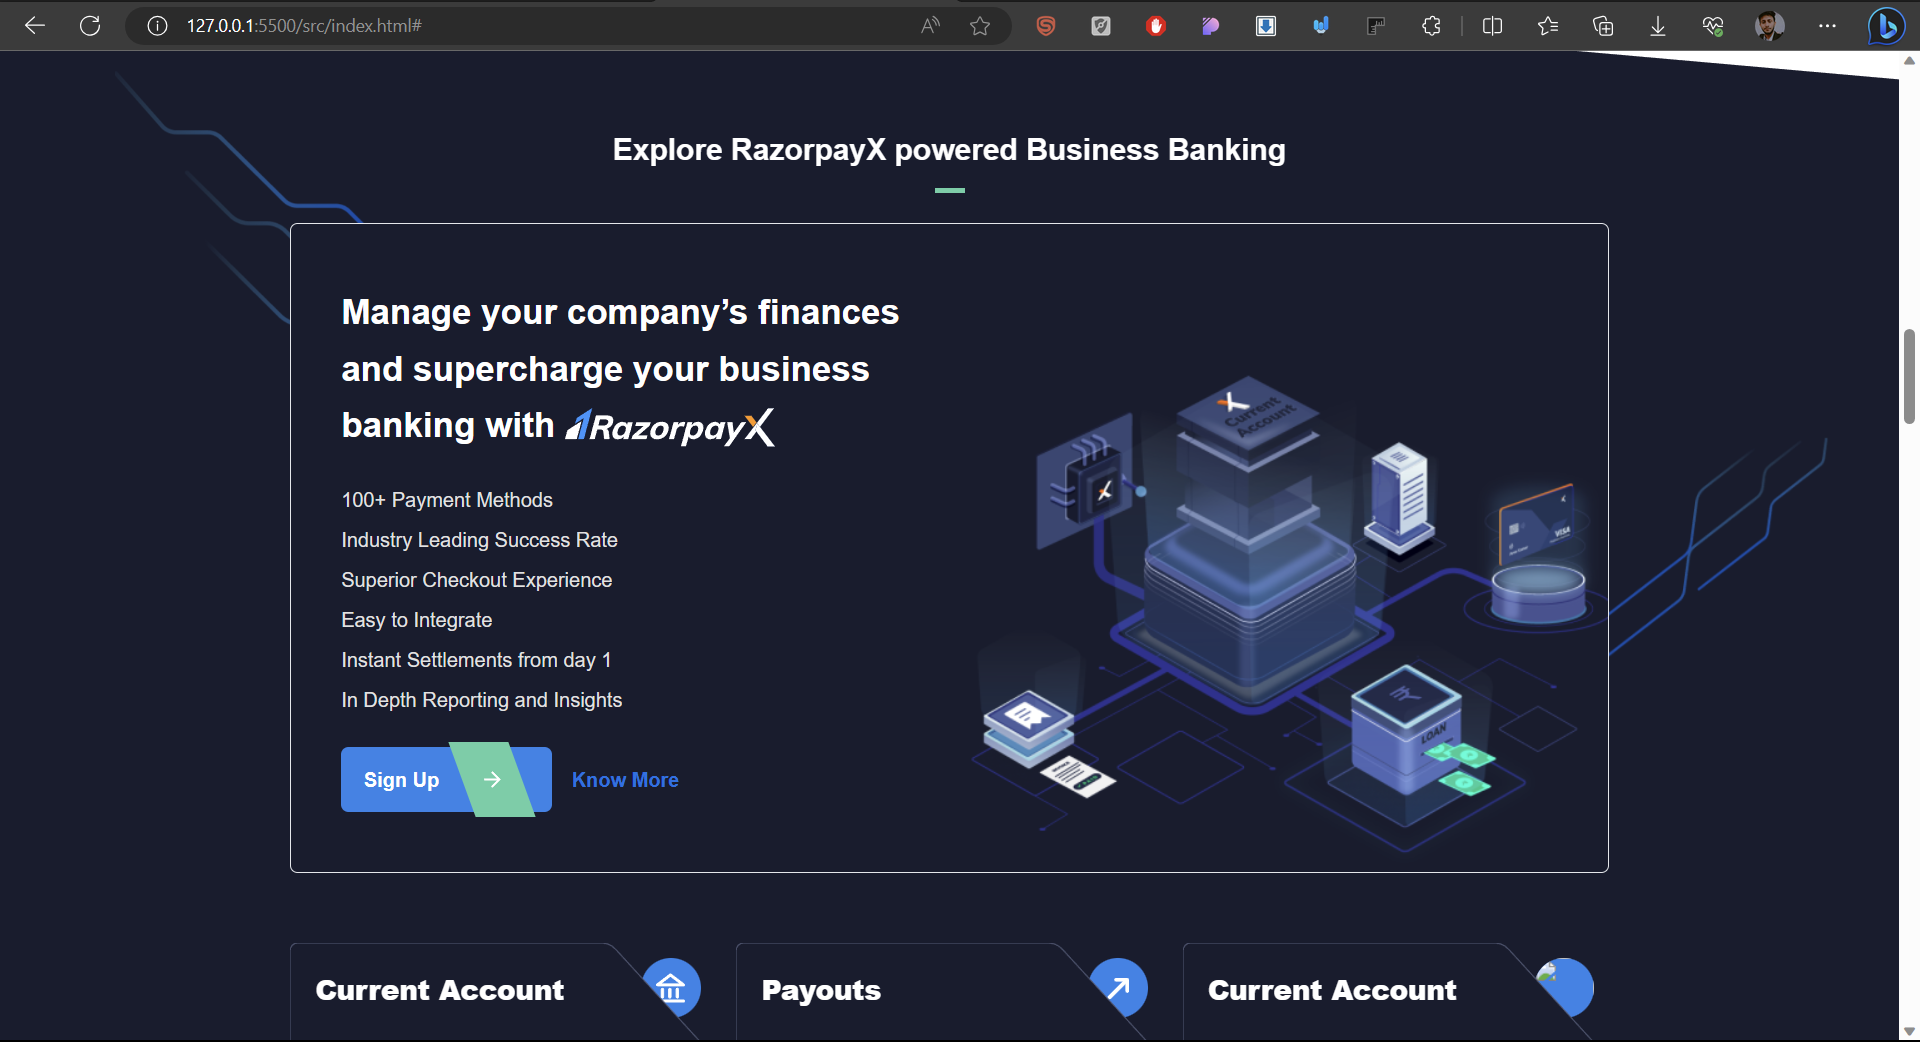 127.0.0.1:5500/src/index.html#
Explore RazorpayX powered Business Banking
Manage your company’s finances
and supercharge your business
banking with RazorpayX
100+ Payment Methods
Industry Leading Success Rate
Superior Checkout Experience
Easy to Integrate
Instant Settlements from day 1
In Depth Reporting and Insights
Sign Up
Know More
Current
Account
VISA
LOAN
Current Account
Payouts
Current Account